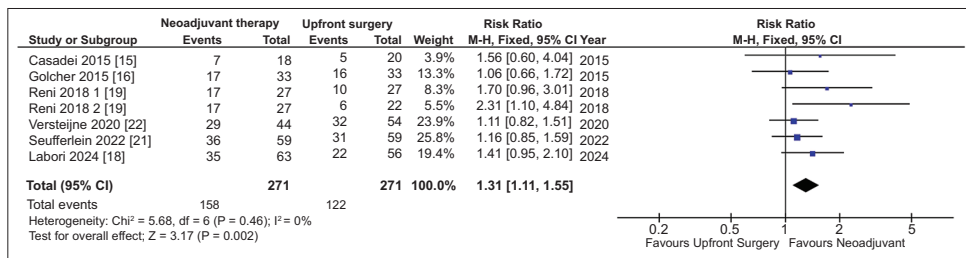 Neoadjuvant therapy Upfront surgery Risk Ratio Risk Ratio
Study or Subgroup Events Total Events Total Weight M-H, Fixed, 95% CI Year M-H, Fixed, 95% CI
Casadei 2015 [15] 7 18 5 20 3.9% 1.56 [0.60, 4.04] 2015
Golcher 2015 [16] 17 33 16 33 13.3% 1.06 [0.66, 1.72] 2015
Reni 2018 1 [19] 17 27 10 27 8.3% 1.70 [0.96, 3.01] 2018
Reni 2018 2 [19] 17 27 6 22 5.5% 2.31 [1.10, 4.84] 2018
Versteijne 2020 [22] 29 44 32 54 23.9% 1.11 [0.82, 1.51] 2020
Seufferlein 2022 [21] 36 59 31 59 25.8% 1.16 [0.85, 1.59] 2022
Labori 2024 [18] 35 63 22 56 19.4% 1.41 [0.95, 2.10] 2024
Total (95% CI) 271 271 100.0% 1.31 [1.11, 1.55]
Total events 158 122
Heterogeneity: Chi² = 5.68, df = 6 (P = 0.46); I² = 0%
Test for overall effect; Z = 3.17 (P = 0.002)
0.2 0.5 1 2 5
Favours Upfront Surgery Favours Neoadjuvant